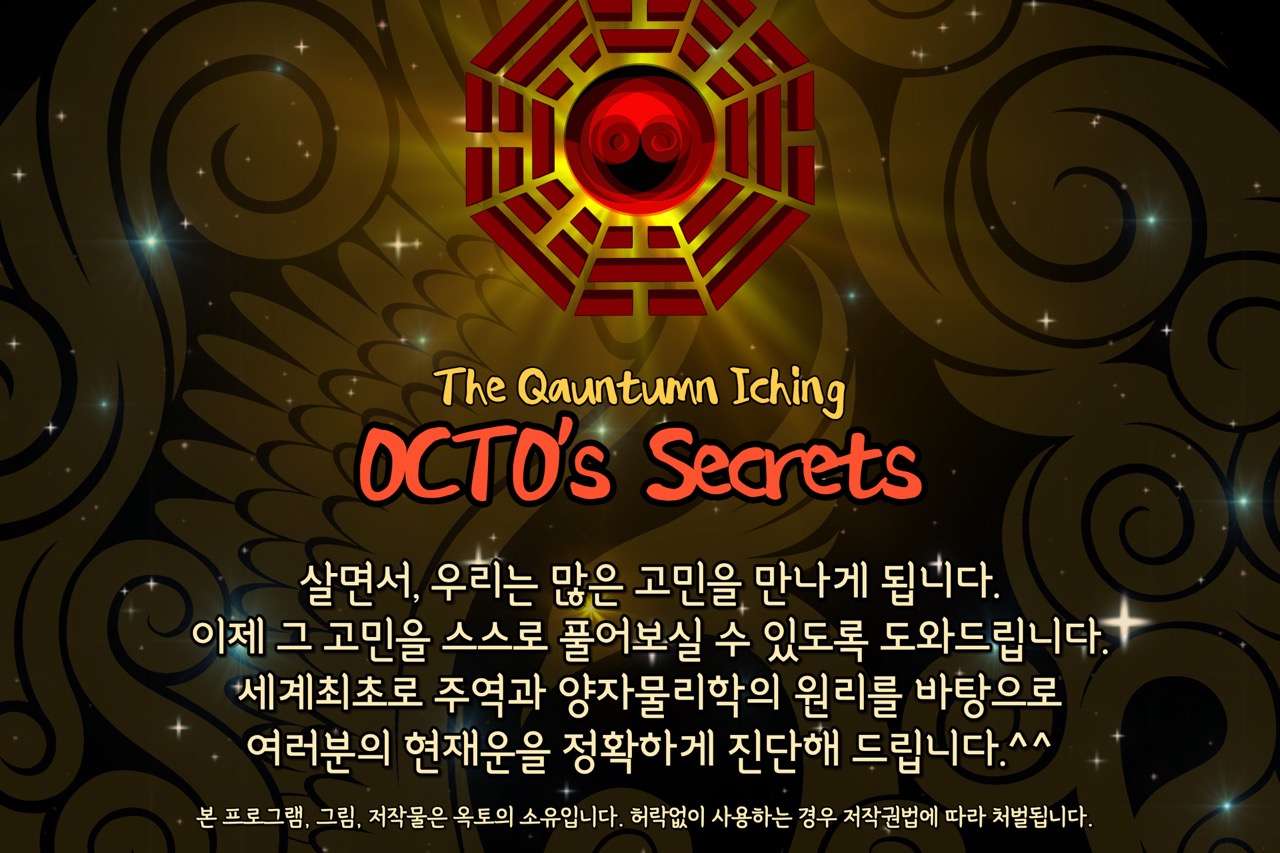 The Qauntumn Iching
OCTO's Secrets
살면서, 우리는 많은 고민을 만나게 됩니다.
이제 그 고민을 스스로 풀어보실 수 있도록 도와드립니다.
세계최초로 주역과 양자물리학의 원리를 바탕으로
여러분의 현재운을 정확하게 진단해 드립니다.^^
본 프로그램, 그림, 저작물은 옥토의 소유입니다. 허락없이 사용하는 경우 저작권법에 따라 처벌됩니다.